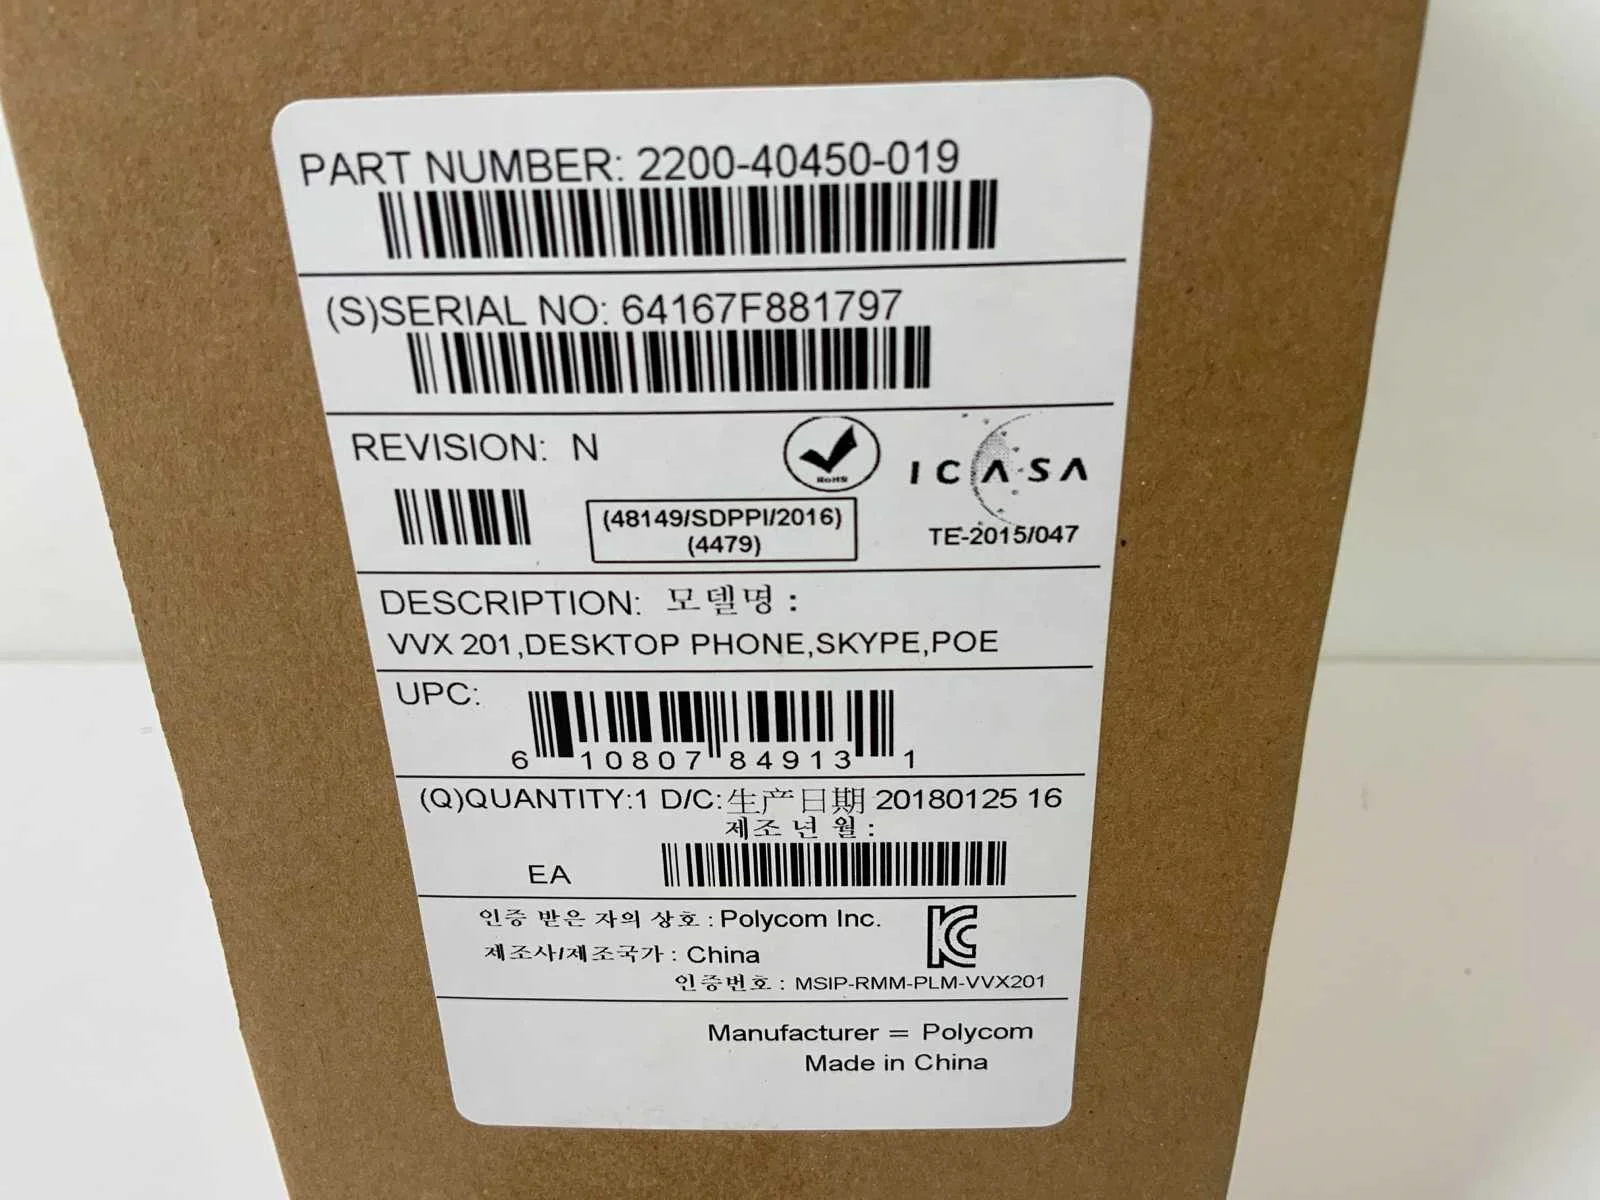 PART NUMBER: 2200-40450-019
(S)SERIAL NO: 64167F881797
REVISION: N
RoHS
ICASA
(48149/SDPPI/2016)
(4479)
TE-2015/047
DESCRIPTION: 모델명 :
VVX 201,DESKTOP PHONE,SKYPE,POE
UPC:
6 10807 84913 1
(Q)QUANTITY:1 D/C:生产日期 20180125 16
제조년월:
EA
인증 받은 자의 상호 : Polycom Inc.
제조사/제조국가 : China
인증번호 : MSIP-RMM-PLM-VVX201
Manufacturer = Polycom
Made in China